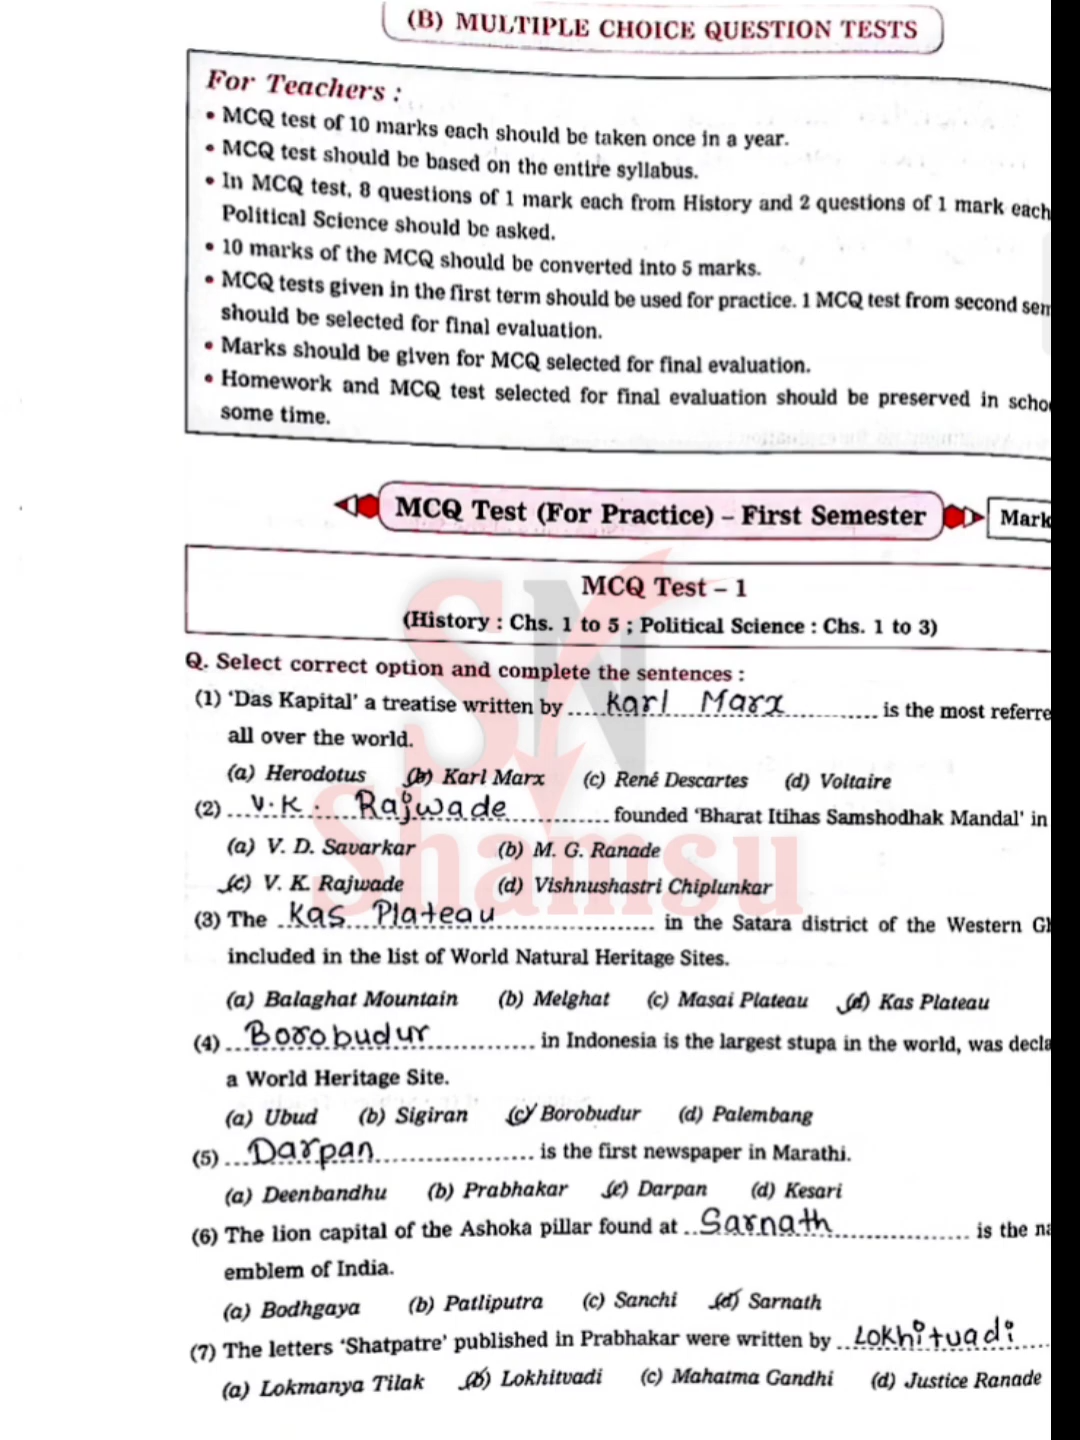 (B) MULTIPLE CHOICE QUESTION TESTS
For Teachers :
• MCQ test of 10 marks each should be taken once in a year.
• MCQ test should be based on the entire syllabus.
• In MCQ test, 8 questions of 1 mark each from History and 2 questions of 1 mark each
Political Science should be asked.
• 10 marks of the MCQ should be converted into 5 marks.
• MCQ tests given in the first term should be used for practice. 1 MCQ test from second sem
should be selected for final evaluation.
• Marks should be given for MCQ selected for final evaluation.
• Homework and MCQ test selected for final evaluation should be preserved in scho
some time.
MCQ Test (For Practice) – First Semester Mark
MCQ Test – 1
(History : Chs. 1 to 5 ; Political Science : Chs. 1 to 3)
Q. Select correct option and complete the sentences :
(1) 'Das Kapital' a treatise written by Karl Marx is the most referre
all over the world.
(a) Herodotus (b) Karl Marx (c) René Descartes (d) Voltaire
(2) V.K. Rajwade founded 'Bharat Itihas Samshodhak Mandal' in
(a) V. D. Savarkar (b) M. G. Ranade
(c) V. K. Rajwade (d) Vishnushastri Chiplunkar
(3) The Kas Plateau in the Satara district of the Western Gh
included in the list of World Natural Heritage Sites.
(a) Balaghat Mountain (b) Melghat (c) Masai Plateau (d) Kas Plateau
(4) Borobudur in Indonesia is the largest stupa in the world, was decla
a World Heritage Site.
(a) Ubud (b) Sigiran (c) Borobudur (d) Palembang
(5) Darpan is the first newspaper in Marathi.
(a) Deenbandhu (b) Prabhakar (c) Darpan (d) Kesari
(6) The lion capital of the Ashoka pillar found at Sarnath is the na
emblem of India.
(a) Bodhgaya (b) Patliputra (c) Sanchi (d) Sarnath
(7) The letters 'Shatpatre' published in Prabhakar were written by Lokhitvadi
(a) Lokmanya Tilak (b) Lokhitvadi (c) Mahatma Gandhi (d) Justice Ranade
SN
Shamsu